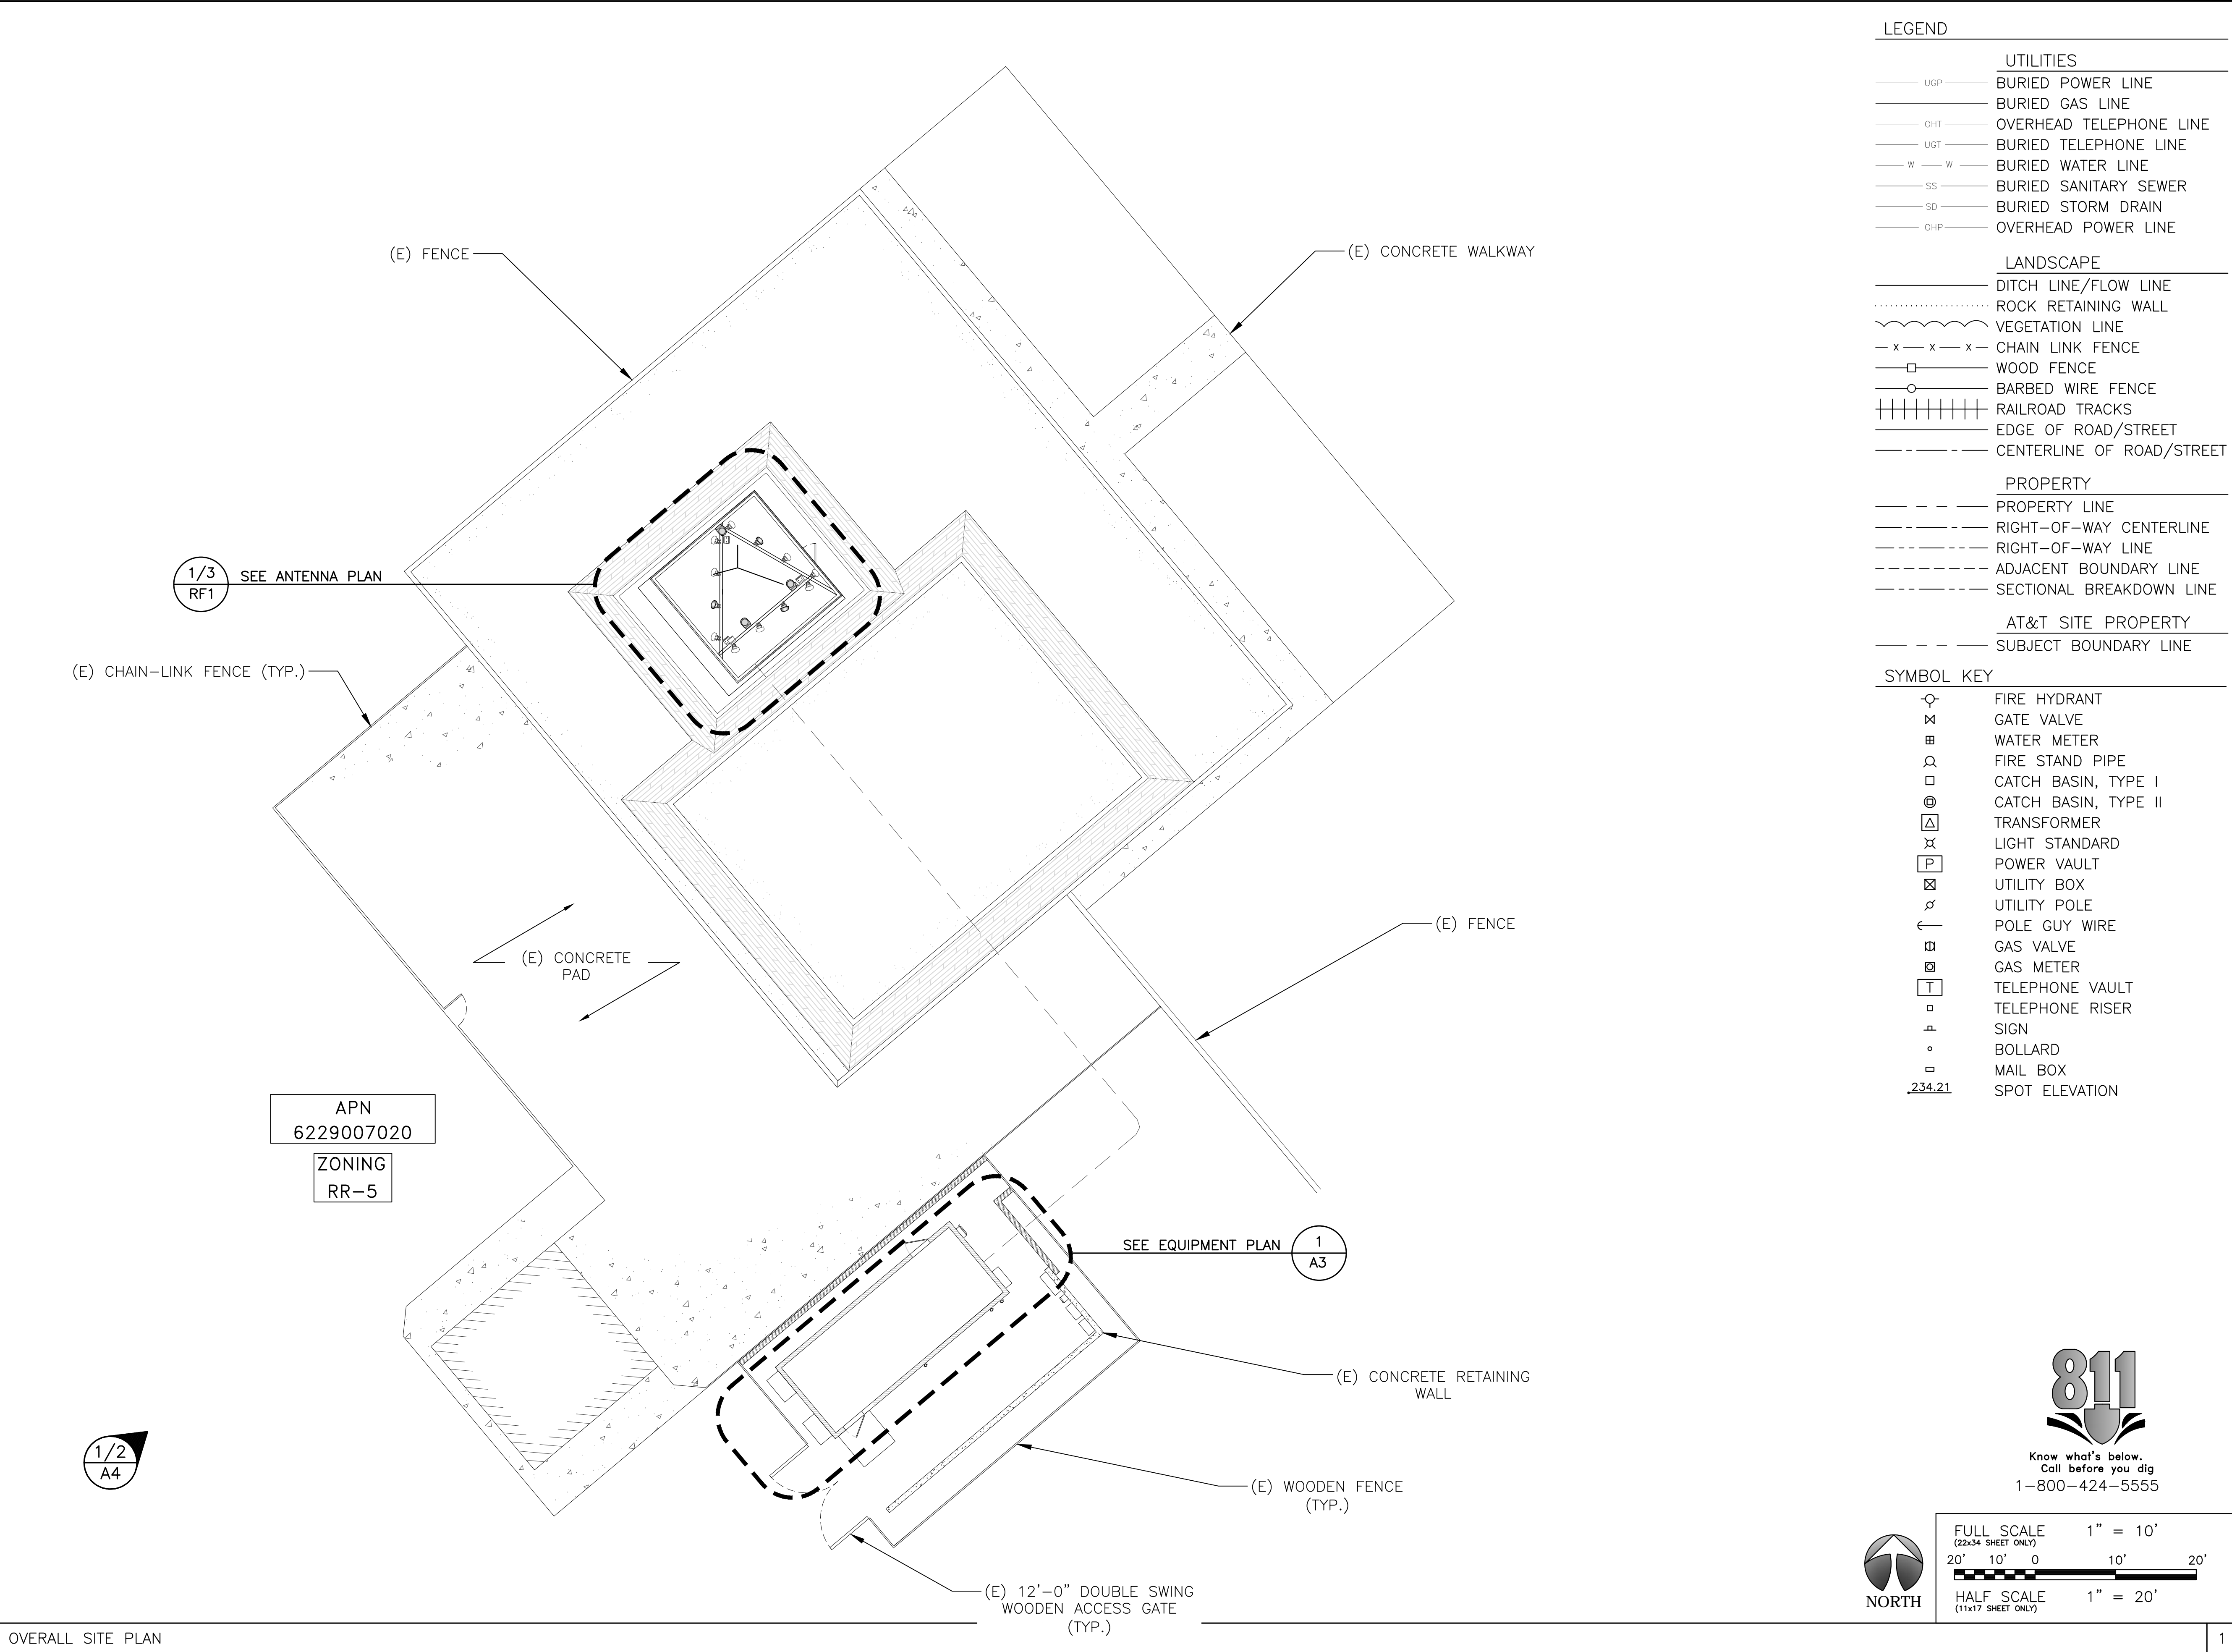 (E) FENCE
(E) CONCRETE WALKWAY
1/3
RF1
SEE ANTENNA PLAN
(E) CHAIN-LINK FENCE (TYP.)
(E) FENCE
(E) CONCRETE
PAD
APN
6229007020
ZONING
RR-5
SEE EQUIPMENT PLAN
1
A3
(E) CONCRETE RETAINING
WALL
1/2
A4
(E) WOODEN FENCE
(TYP.)
(E) 12'-0" DOUBLE SWING
WOODEN ACCESS GATE
(TYP.)
LEGEND
UTILITIES
UGP BURIED POWER LINE
BURIED GAS LINE
OHT OVERHEAD TELEPHONE LINE
UGT BURIED TELEPHONE LINE
W W BURIED WATER LINE
SS BURIED SANITARY SEWER
SD BURIED STORM DRAIN
OHP OVERHEAD POWER LINE
LANDSCAPE
DITCH LINE/FLOW LINE
ROCK RETAINING WALL
VEGETATION LINE
X X X CHAIN LINK FENCE
WOOD FENCE
BARBED WIRE FENCE
RAILROAD TRACKS
EDGE OF ROAD/STREET
CENTERLINE OF ROAD/STREET
PROPERTY
PROPERTY LINE
RIGHT-OF-WAY CENTERLINE
RIGHT-OF-WAY LINE
ADJACENT BOUNDARY LINE
SECTIONAL BREAKDOWN LINE
AT&T SITE PROPERTY
SUBJECT BOUNDARY LINE
SYMBOL KEY
FIRE HYDRANT
GATE VALVE
WATER METER
FIRE STAND PIPE
CATCH BASIN, TYPE I
CATCH BASIN, TYPE II
TRANSFORMER
LIGHT STANDARD
P POWER VAULT
UTILITY BOX
UTILITY POLE
POLE GUY WIRE
GAS VALVE
GAS METER
T TELEPHONE VAULT
TELEPHONE RISER
SIGN
BOLLARD
MAIL BOX
234.21 SPOT ELEVATION
811
Know what's below.
Call before you dig
1-800-424-5555
NORTH
FULL SCALE 1" = 10'
(22x34 SHEET ONLY)
20' 10' 0 10' 20'
HALF SCALE 1" = 20'
(11x17 SHEET ONLY)
OVERALL SITE PLAN
1